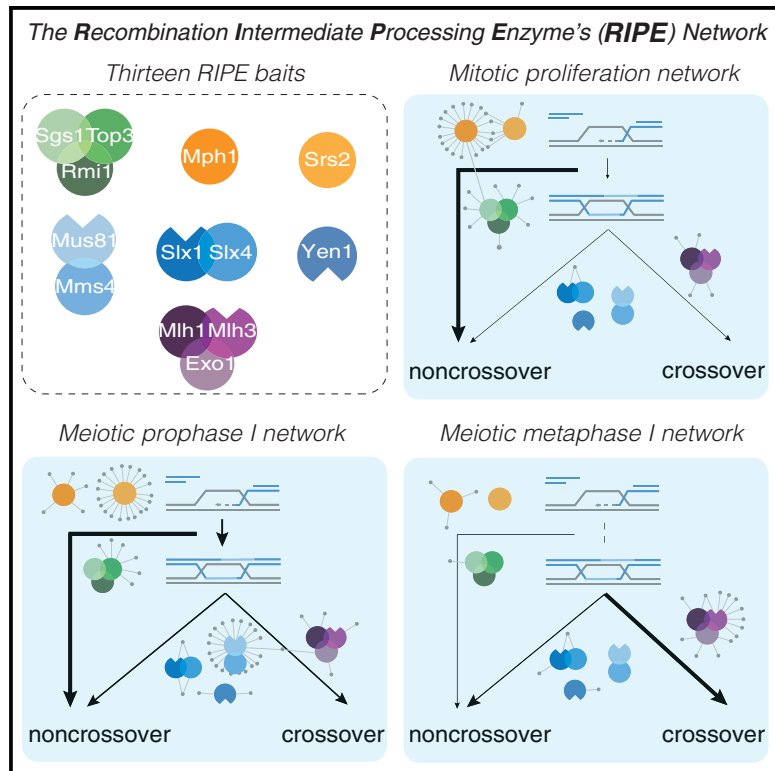 The Recombination Intermediate Processing Enzyme's (RIPE) Network
Thirteen RIPE baits
Sgs1 Top3
Rmi1
Mph1
Srs2
Mus81
Mms4
Slx1 Slx4
Yen1
Mlh1 Mlh3
Exo1
Mitotic proliferation network
noncrossover
crossover
Meiotic prophase I network
noncrossover
crossover
Meiotic metaphase I network
noncrossover
crossover